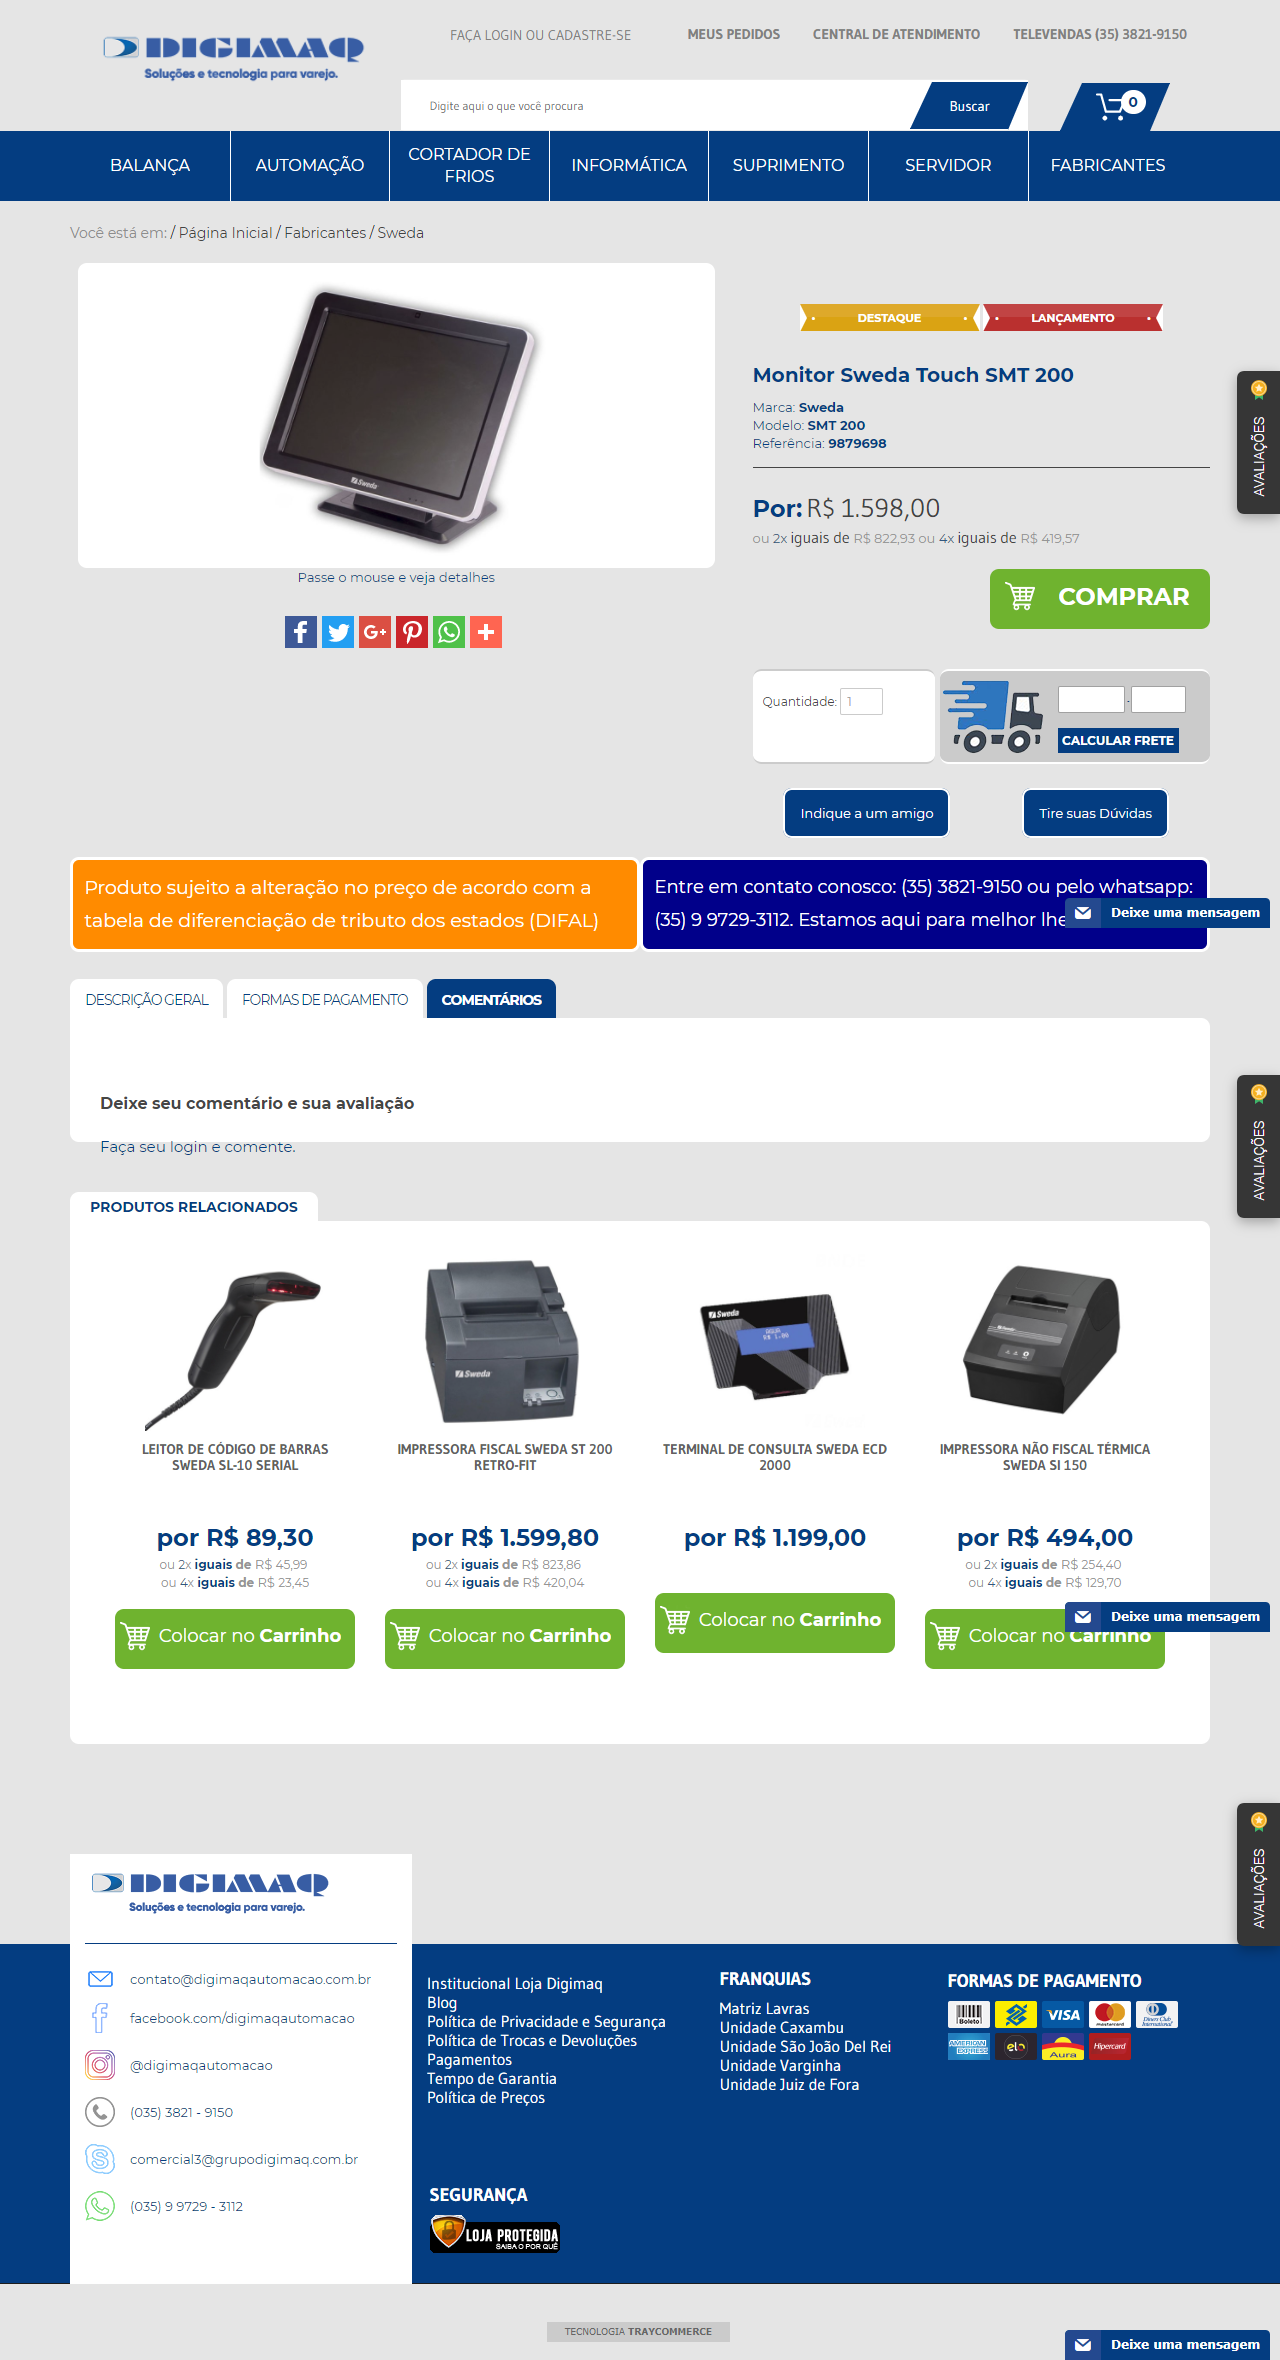 DIGIMAQ
Soluções e tecnologia para varejo.
FAÇA LOGIN OU CADASTRE-SE
MEUS PEDIDOS
CENTRAL DE ATENDIMENTO
TELEVENDAS (35) 3821-9150
Digite aqui o que você procura
Buscar
0
BALANÇA
AUTOMAÇÃO
CORTADOR DE
FRIOS
INFORMÁTICA
SUPRIMENTO
SERVIDOR
FABRICANTES
Você está em: / Página Inicial / Fabricantes / Sweda
Sweda
Passe o mouse e veja detalhes
DESTAQUE
LANÇAMENTO
Monitor Sweda Touch SMT 200
Marca: Sweda
Modelo: SMT 200
Referência: 9879698
AVALIAÇÕES
Por: R$ 1.598,00
ou 2x iguais de R$ 822,93 ou 4x iguais de R$ 419,57
COMPRAR
Quantidade: 1
-
CALCULAR FRETE
Indique a um amigo
Tire suas Dúvidas
Produto sujeito a alteração no preço de acordo com a
tabela de diferenciação de tributo dos estados (DIFAL)
Entre em contato conosco: (35) 3821-9150 ou pelo whatsapp:
(35) 9 9729-3112. Estamos aqui para melhor lhe
Deixe uma mensagem
DESCRIÇÃO GERAL
FORMAS DE PAGAMENTO
COMENTÁRIOS
Deixe seu comentário e sua avaliação
Faça seu login e comente.
AVALIAÇÕES
PRODUTOS RELACIONADOS
Sweda
Sweda
R$ 1.00
LEITOR DE CÓDIGO DE BARRAS
SWEDA SL-10 SERIAL
IMPRESSORA FISCAL SWEDA ST 200
RETRO-FIT
TERMINAL DE CONSULTA SWEDA ECD
2000
IMPRESSORA NÃO FISCAL TÉRMICA
SWEDA SI 150
por R$ 89,30
ou 2x iguais de R$ 45,99
ou 4x iguais de R$ 23,45
Colocar no Carrinho
por R$ 1.599,80
ou 2x iguais de R$ 823,86
ou 4x iguais de R$ 420,04
Colocar no Carrinho
por R$ 1.199,00
Colocar no Carrinho
por R$ 494,00
ou 2x iguais de R$ 254,40
ou 4x iguais de R$ 129,70
Colocar no Carrinho
Deixe uma mensagem
AVALIAÇÕES
DIGIMAQ
Soluções e tecnologia para varejo.
contato@digimaqautomacao.com.br
facebook.com/digimaqautomacao
@digimaqautomacao
(035) 3821 - 9150
comercial3@grupodigimaq.com.br
(035) 9 9729 - 3112
Institucional Loja Digimaq
Blog
Política de Privacidade e Segurança
Política de Trocas e Devoluções
Pagamentos
Tempo de Garantia
Política de Preços
FRANQUIAS
Matriz Lavras
Unidade Caxambu
Unidade São João Del Rei
Unidade Varginha
Unidade Juiz de Fora
FORMAS DE PAGAMENTO
Boleto
VISA
mastercard
Diners Club
International
AMERICAN
EXPRESS
elo
Aura
Hipercard
SEGURANÇA
LOJA PROTEGIDA
SAIBA O POR QUÊ
TECNOLOGIA TRAYCOMMERCE
Deixe uma mensagem